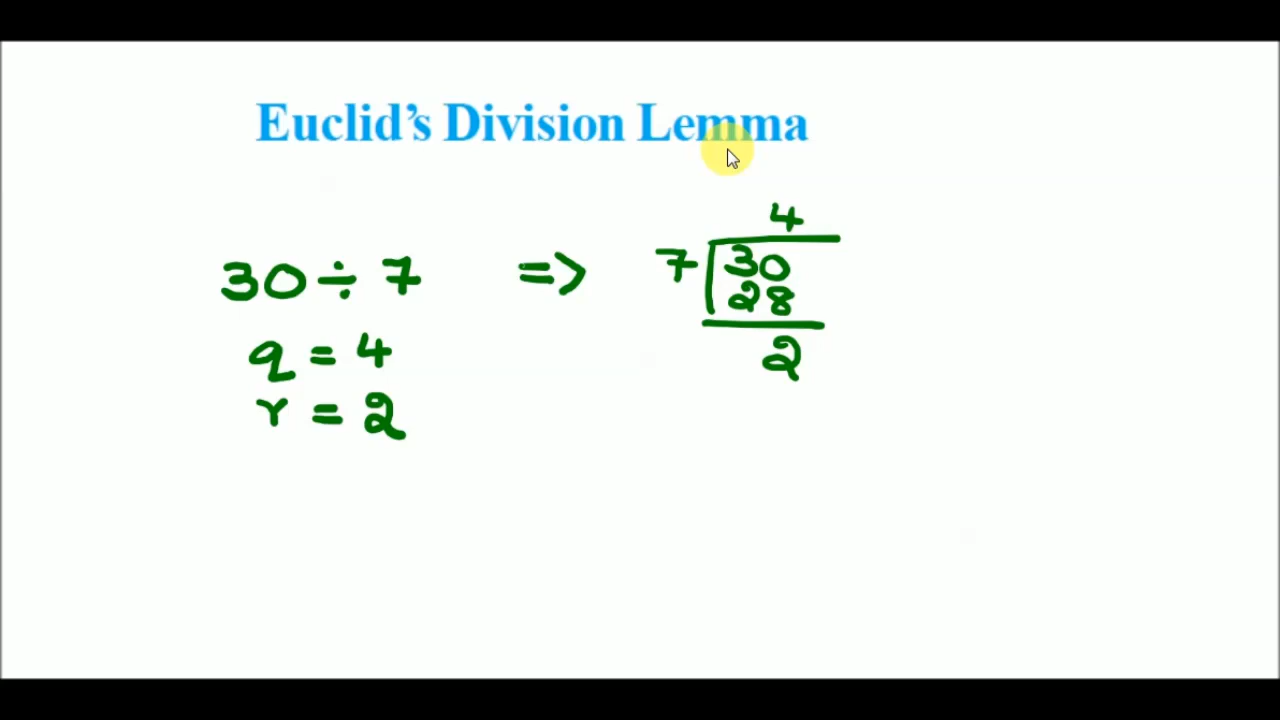 Euclid's Division Lemma
30 ÷ 7 => 7 30
4
28
2
q = 4
r = 2